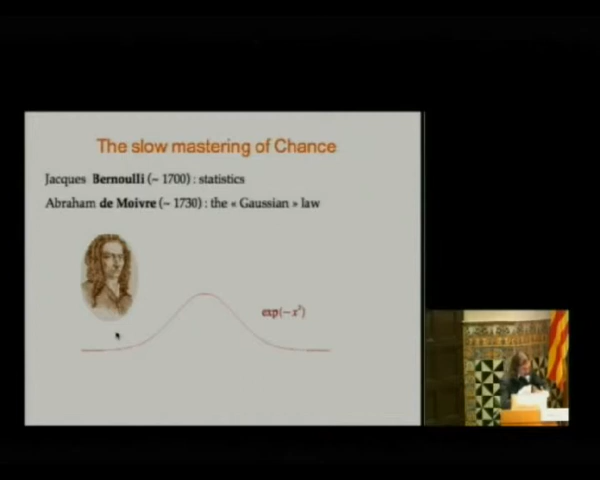 The slow mastering of Chance
Jacques Bernoulli (~ 1700) : statistics
Abraham de Moivre (~ 1730) : the « Gaussian » law
exp(−x²)